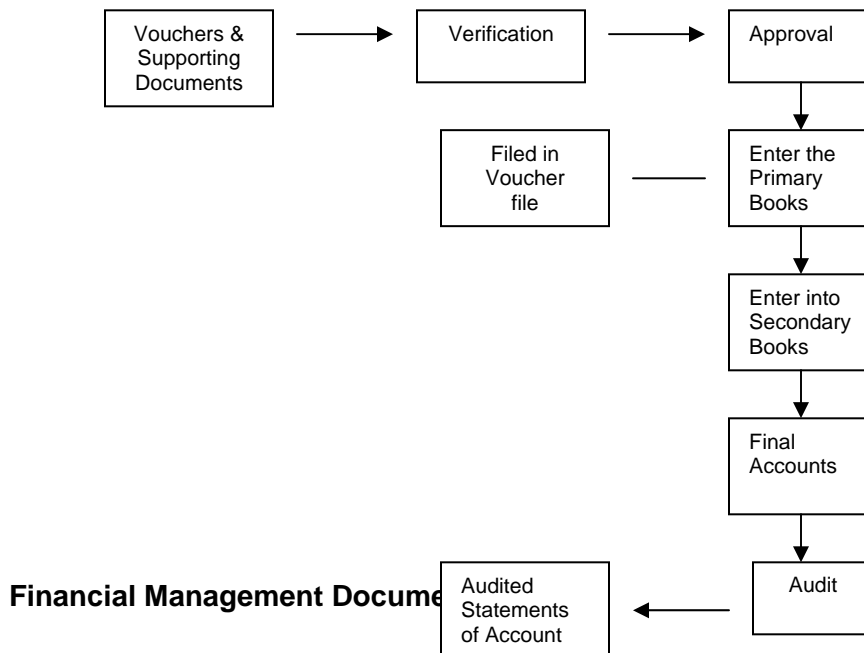 Vouchers &
Supporting
Documents
Verification
Approval
Filed in
Voucher
file
Enter the
Primary
Books
Enter into
Secondary
Books
Final
Accounts
Audit
Audited
Statements
of Account
Financial Management